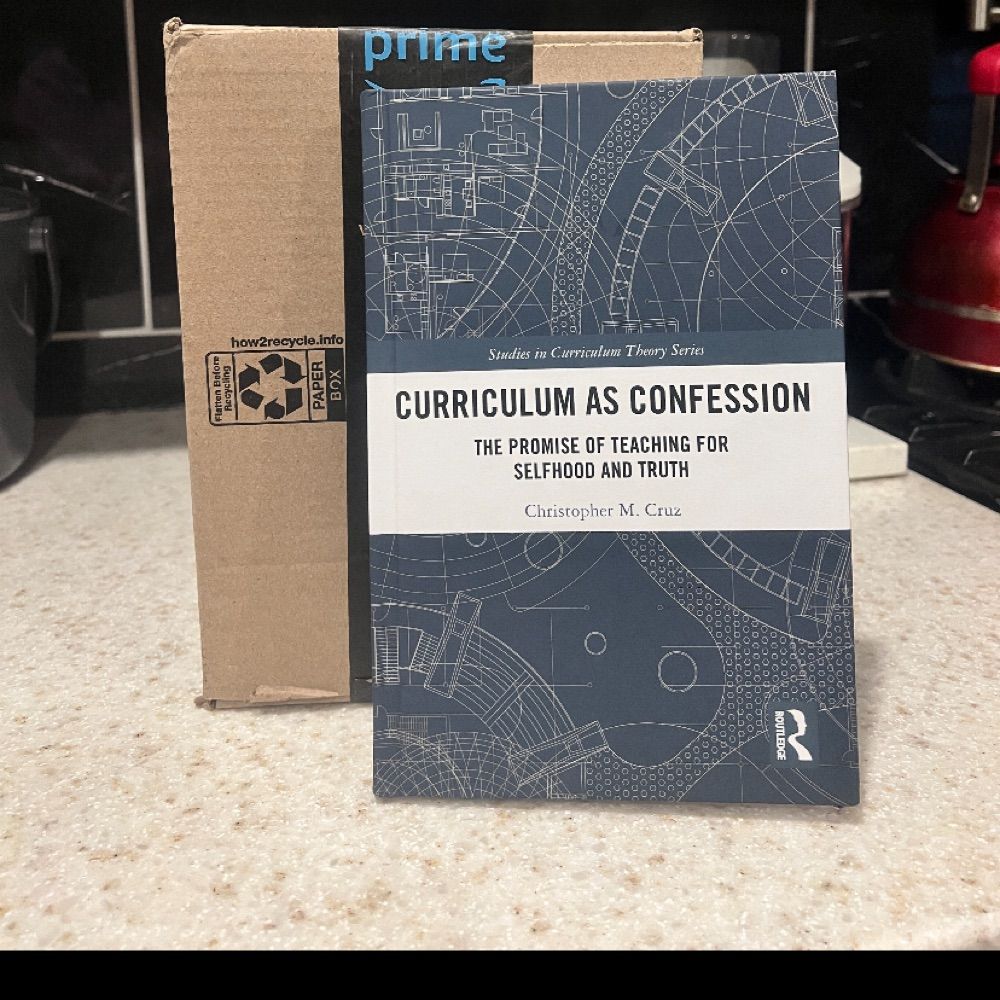 prime
how2recycle.info
Flatten Before
Recycling
PAPER
BOX
Studies in Curriculum Theory Series
CURRICULUM AS CONFESSION
THE PROMISE OF TEACHING FOR
SELFHOOD AND TRUTH
Christopher M. Cruz
ROUTLEDGE